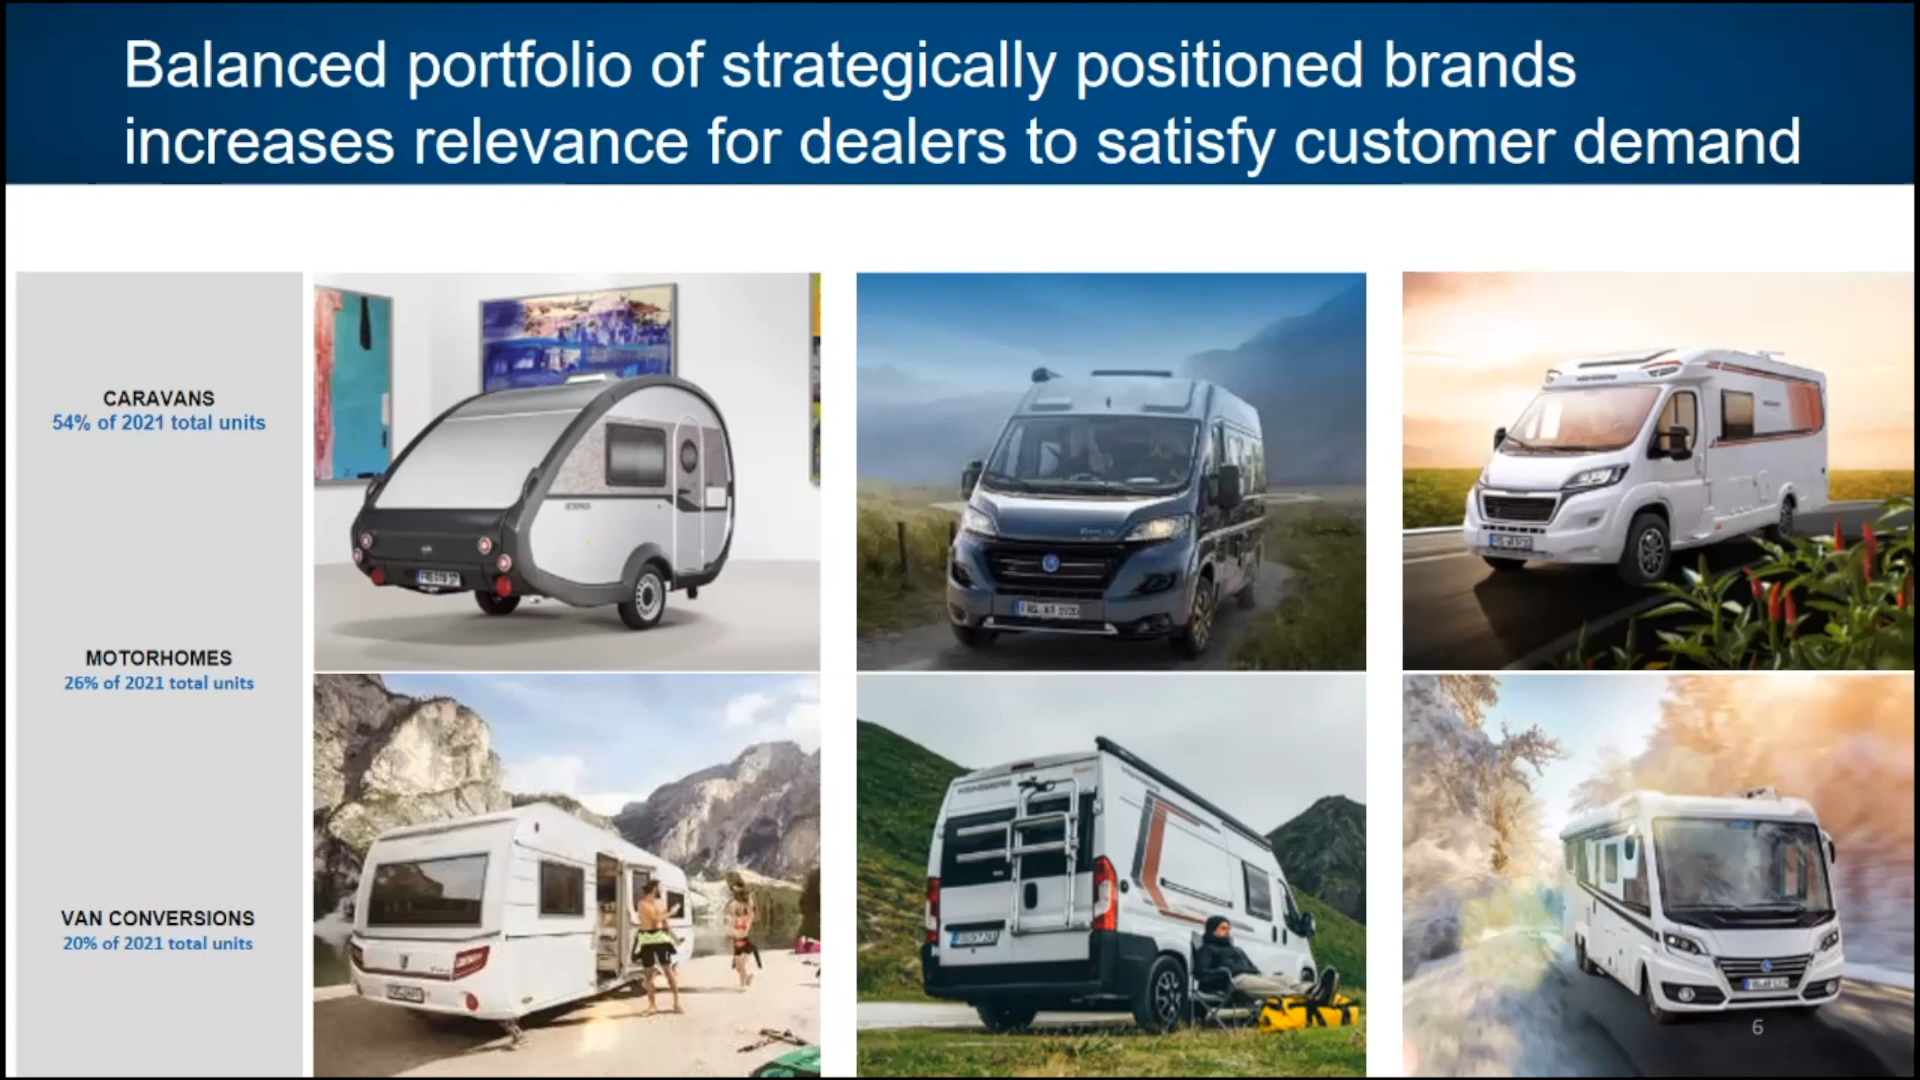 Balanced portfolio of strategically positioned brands
increases relevance for dealers to satisfy customer demand
CARAVANS
54% of 2021 total units
MOTORHOMES
26% of 2021 total units
VAN CONVERSIONS
20% of 2021 total units
WEINSBERG
6